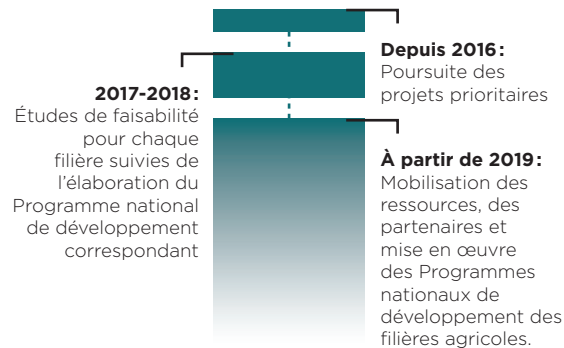 Depuis 2016 :
Poursuite des
projets prioritaires
2017-2018 :
Études de faisabilité
pour chaque
filière suivies de
l'élaboration du
Programme national
de développement
correspondant
À partir de 2019 :
Mobilisation des
ressources, des
partenaires et
mise en œuvre
des Programmes
nationaux de
développement des
filières agricoles.